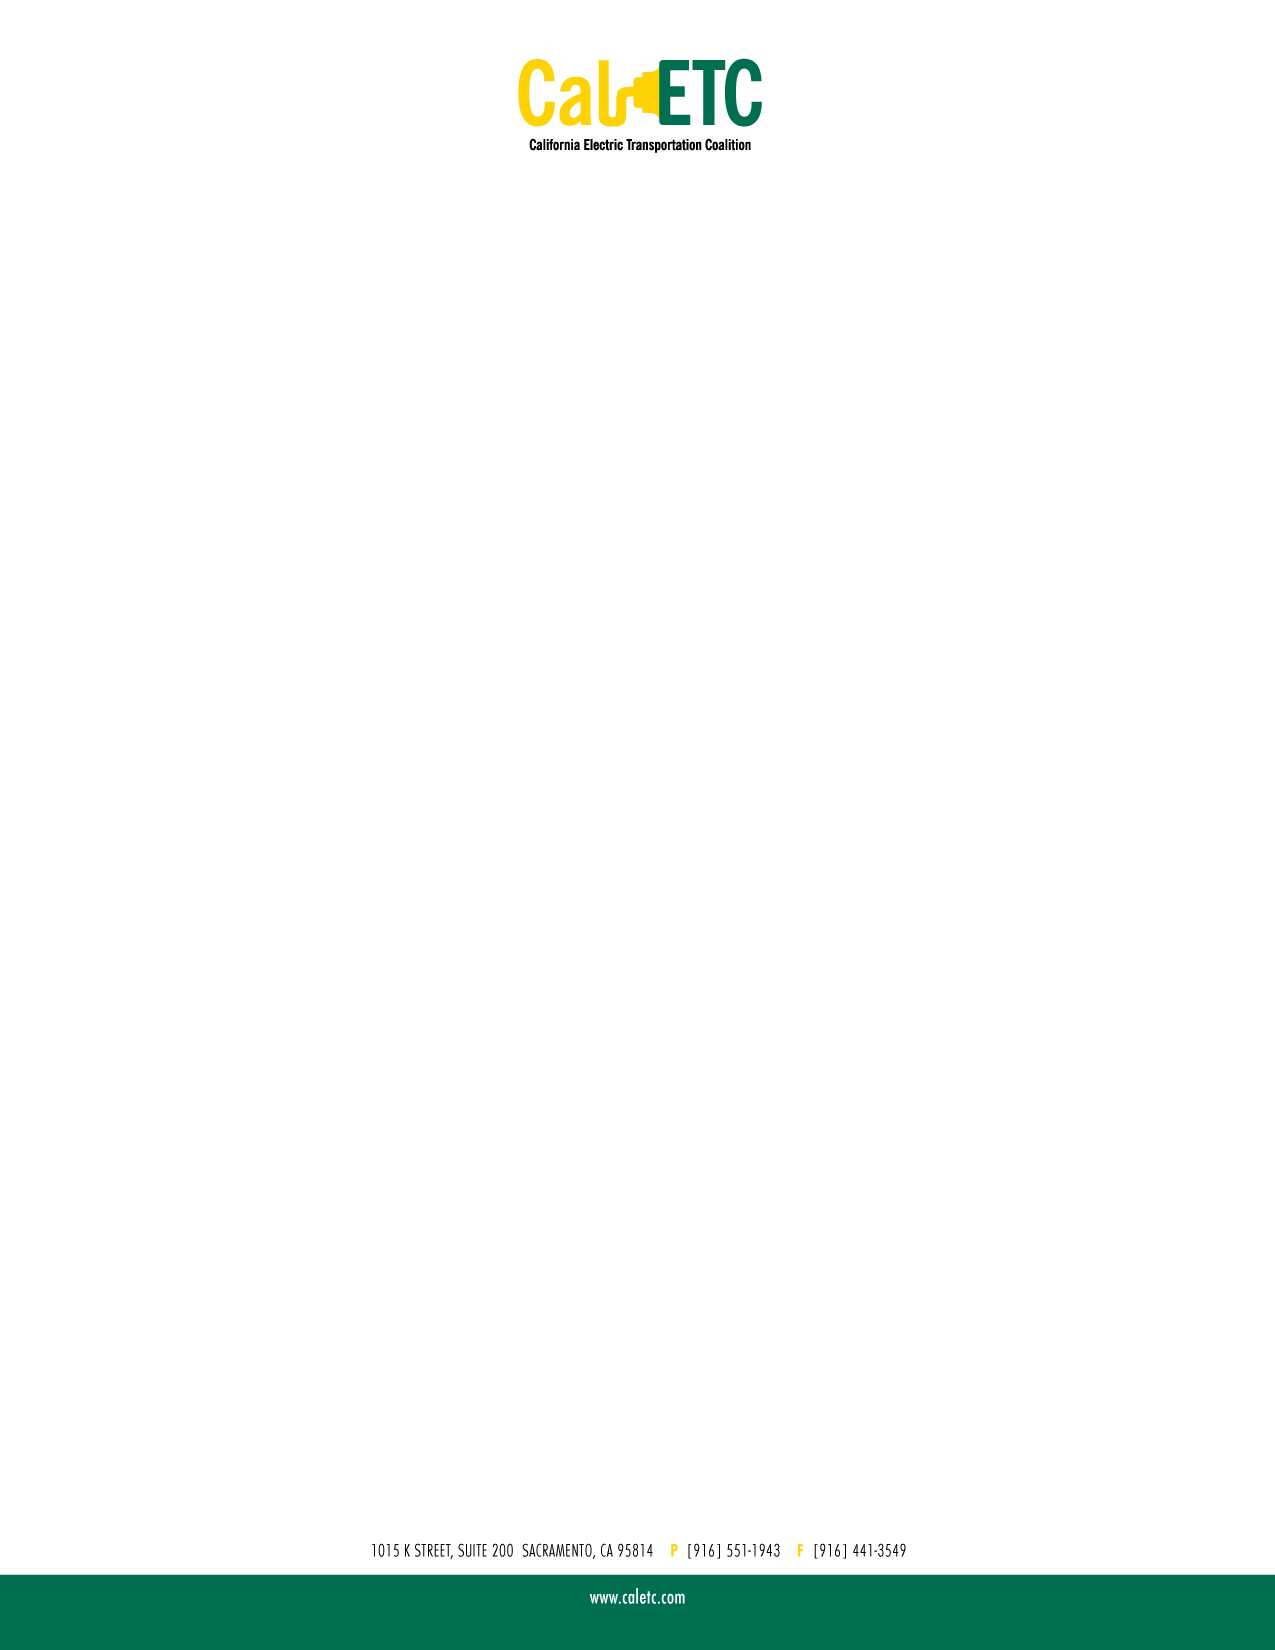 CalETC
California Electric Transportation Coalition
1015 K STREET, SUITE 200 SACRAMENTO, CA 95814 P [916] 551-1943 F [916] 441-3549
www.caletc.com